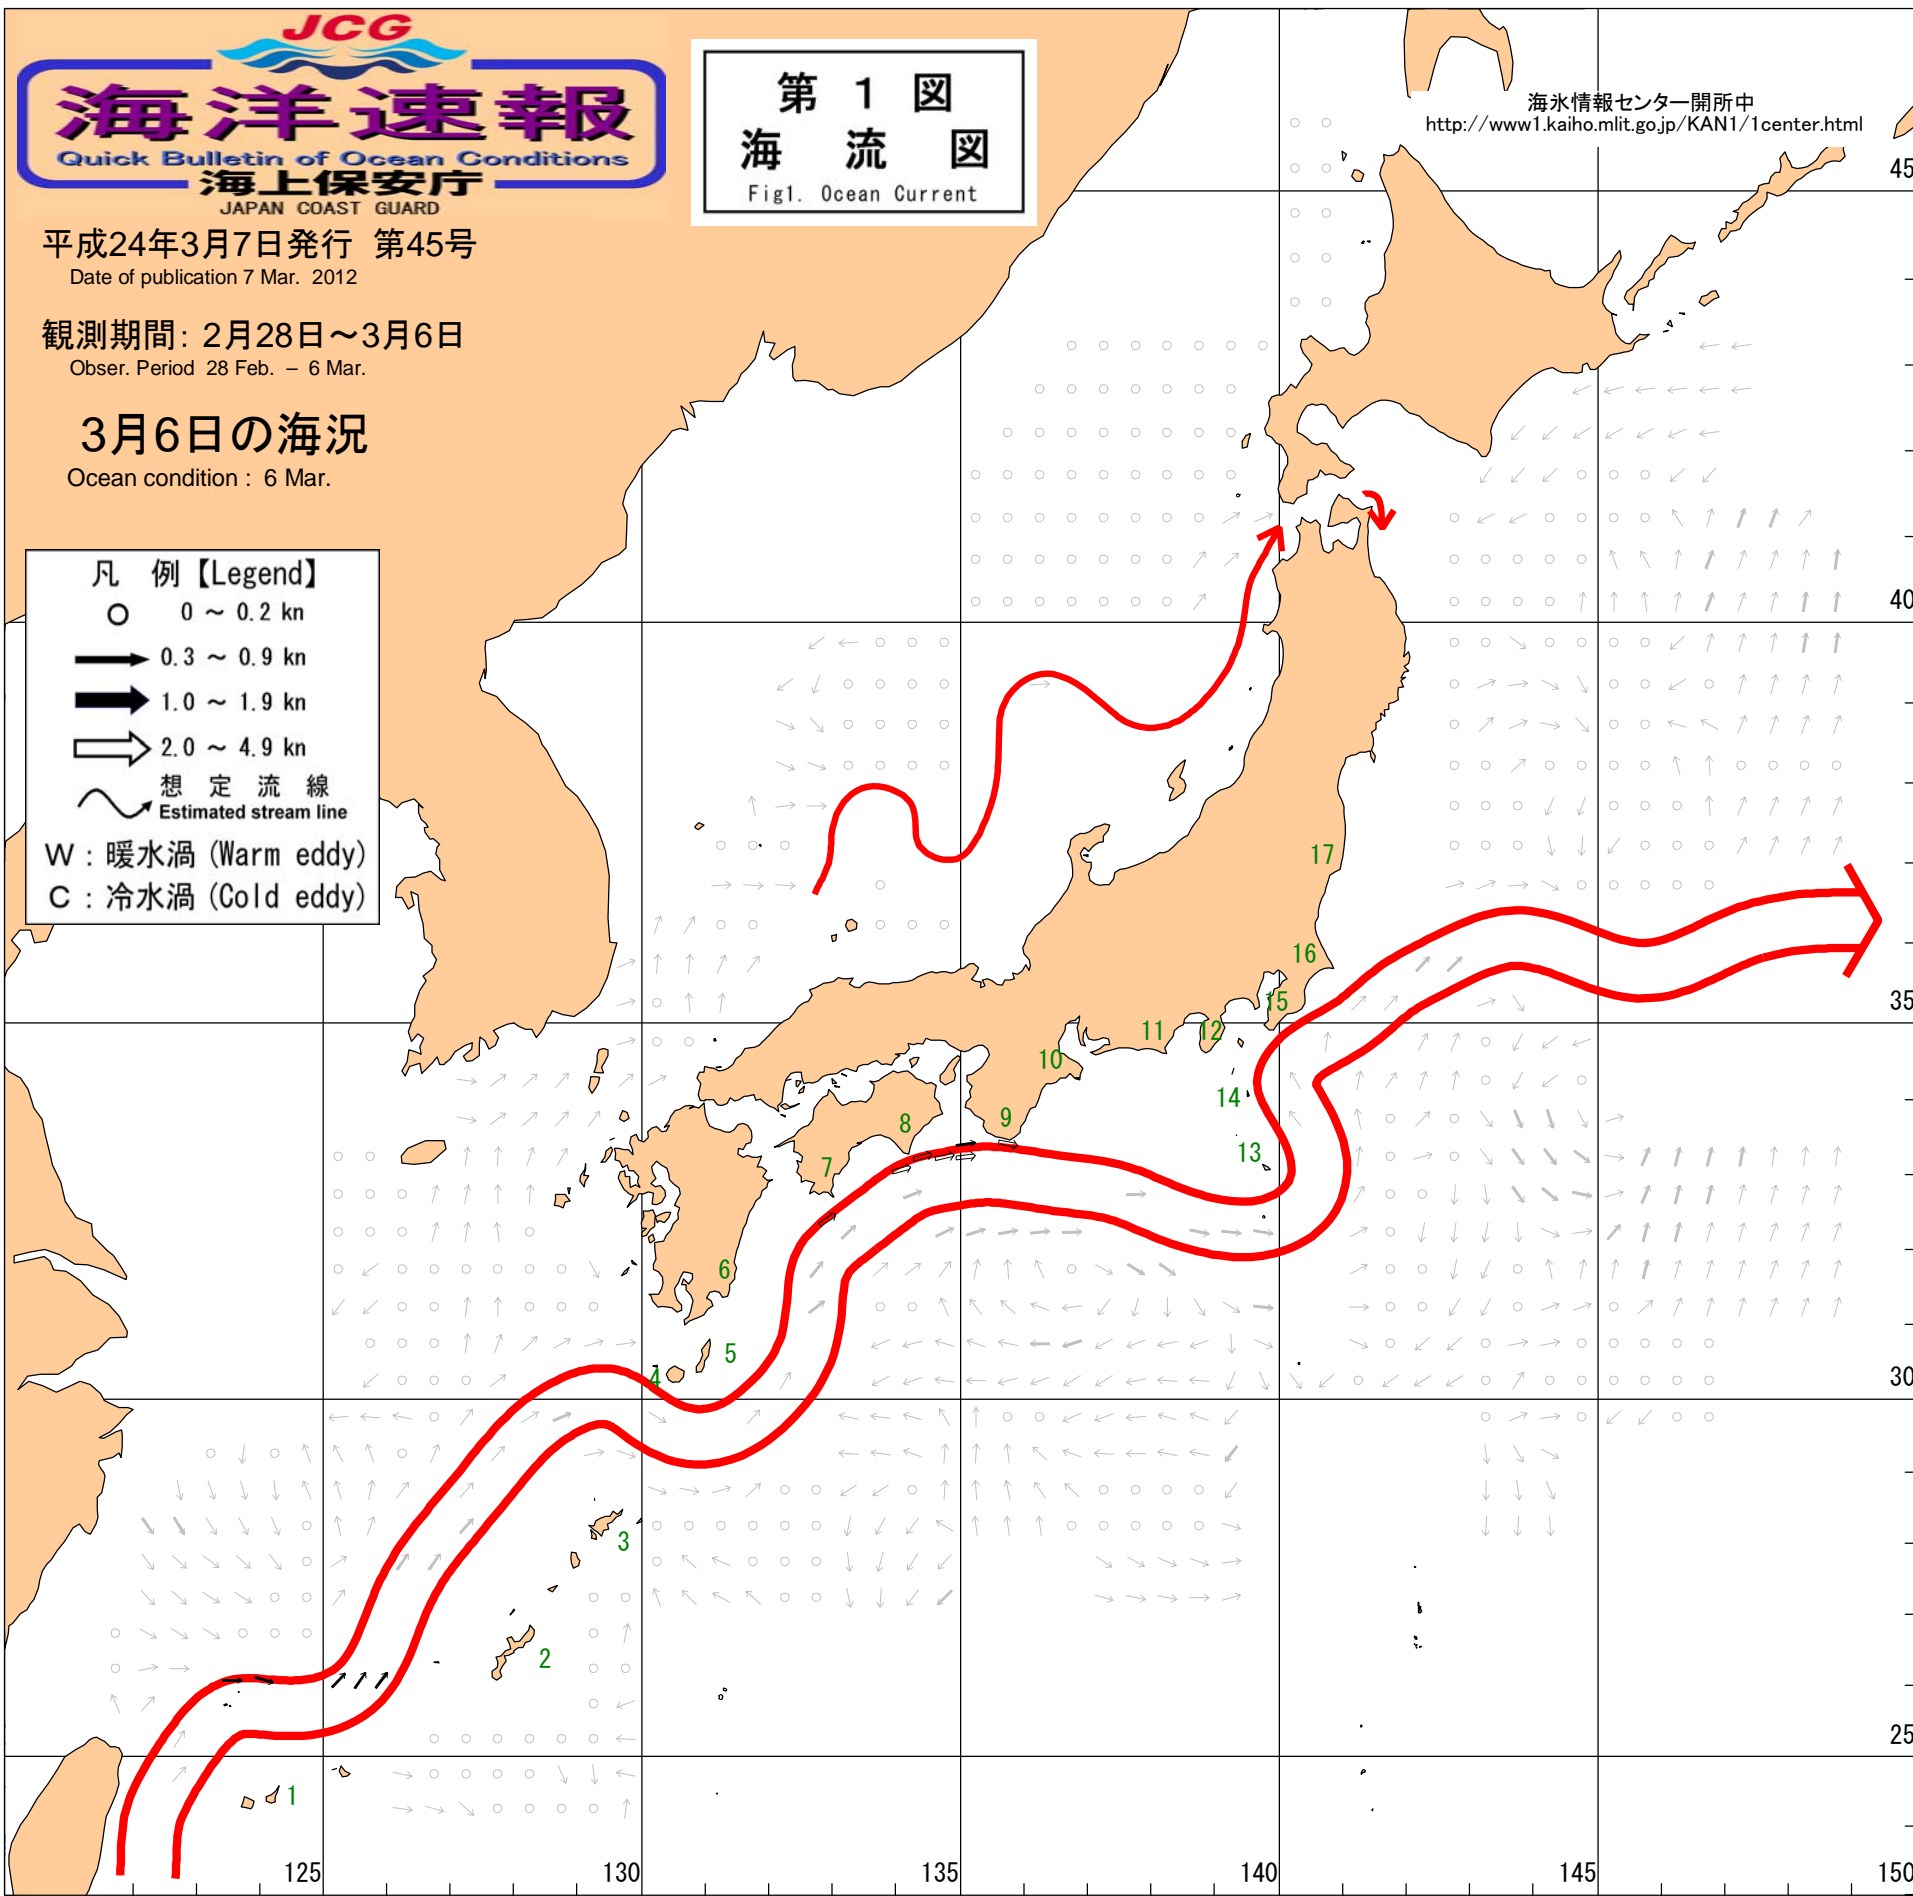 JCG
海洋速報
Quick Bulletin of Ocean Conditions
海上保安庁
JAPAN COAST GUARD
第 1 図
海 流 図
Fig1. Ocean Current
海氷情報センター開所中
http://www1.kaiho.mlit.go.jp/KAN1/1center.html
平成24年3月7日発行 第45号
Date of publication 7 Mar. 2012
観測期間: 2月28日～3月6日
Obser. Period 28 Feb. – 6 Mar.
3月6日の海況
Ocean condition : 6 Mar.
凡 例【Legend】
0 ～ 0.2 kn
0.3 ～ 0.9 kn
1.0 ～ 1.9 kn
2.0 ～ 4.9 kn
想 定 流 線
Estimated stream line
W : 暖水渦 (Warm eddy)
C : 冷水渦 (Cold eddy)
45
40
17
16
35
15
12
11
10
14
9
8
13
7
6
5
4
30
3
2
25
1
125
130
135
140
145
150